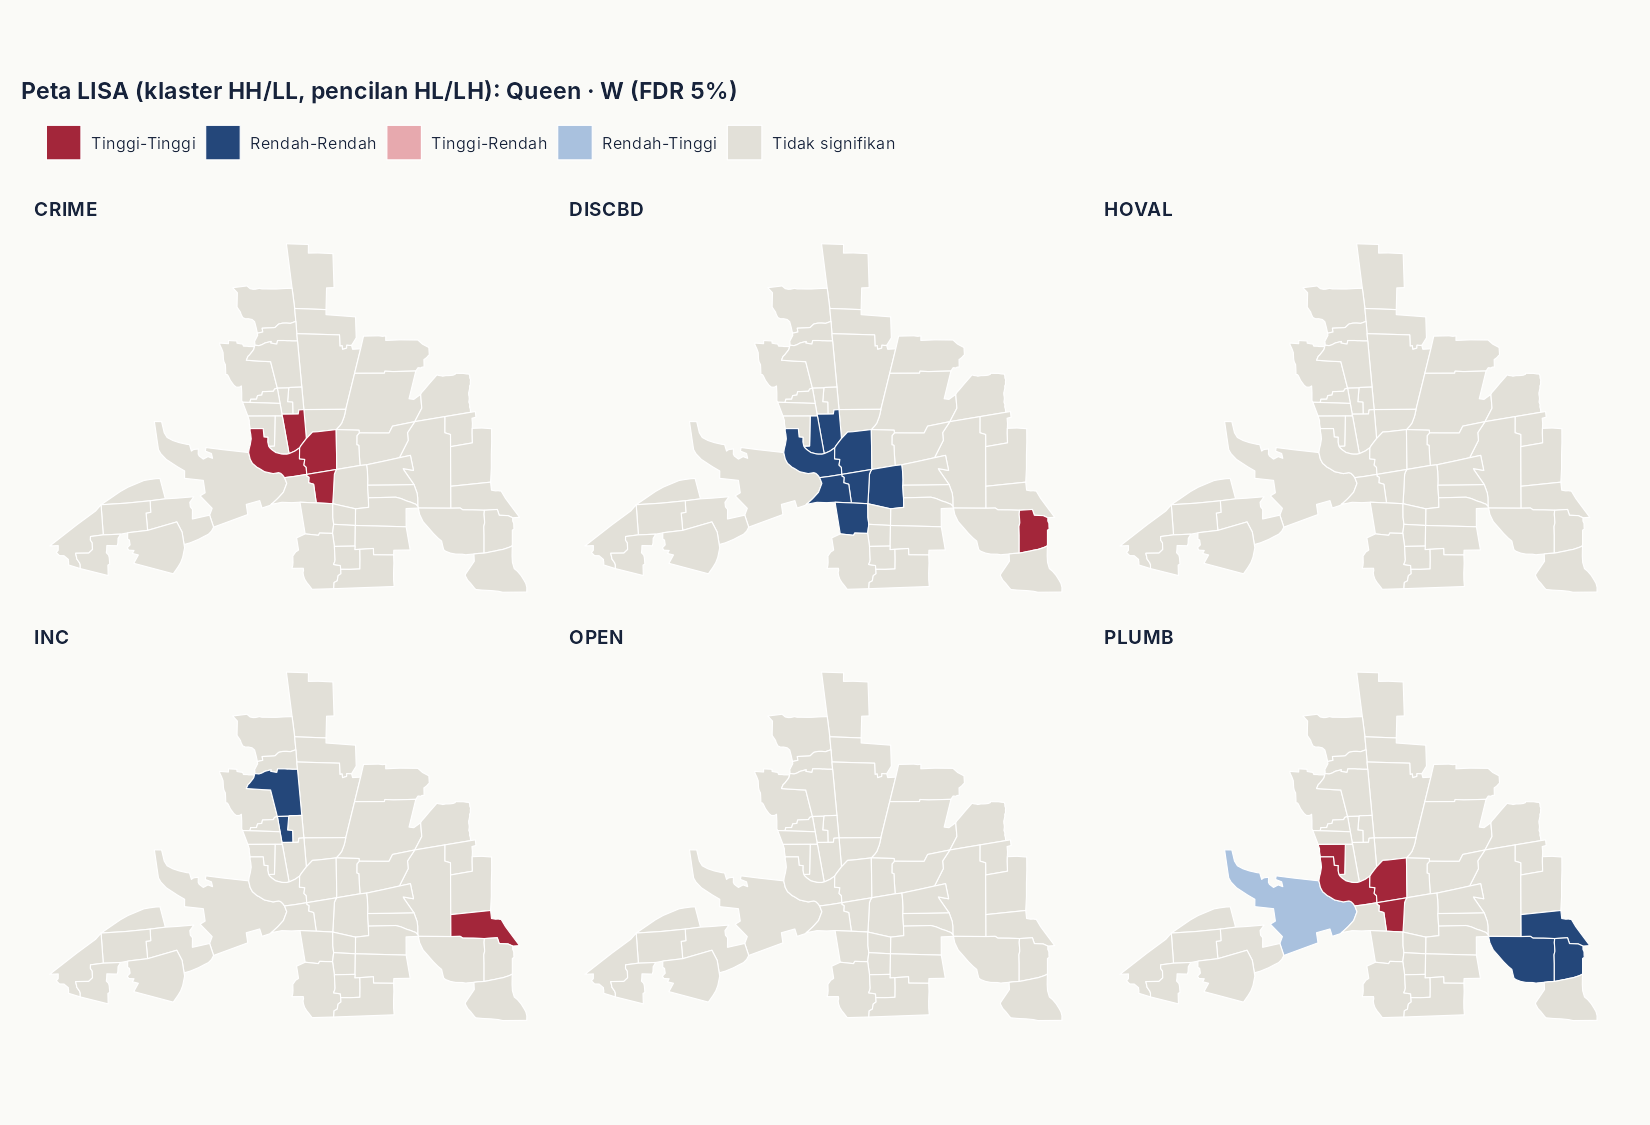 Peta LISA (klaster HH/LL, pencilan HL/LH): Queen · W (FDR 5%)
Tinggi-Tinggi Rendah-Rendah Tinggi-Rendah Rendah-Tinggi Tidak signifikan
CRIME DISCBD HOVAL
INC OPEN PLUMB